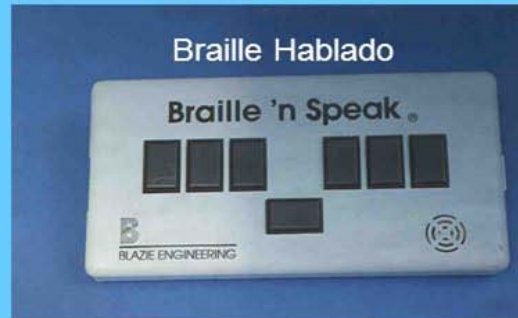 Braille Hablado
Braille 'n Speak ®
B
BLAZIE ENGINEERING